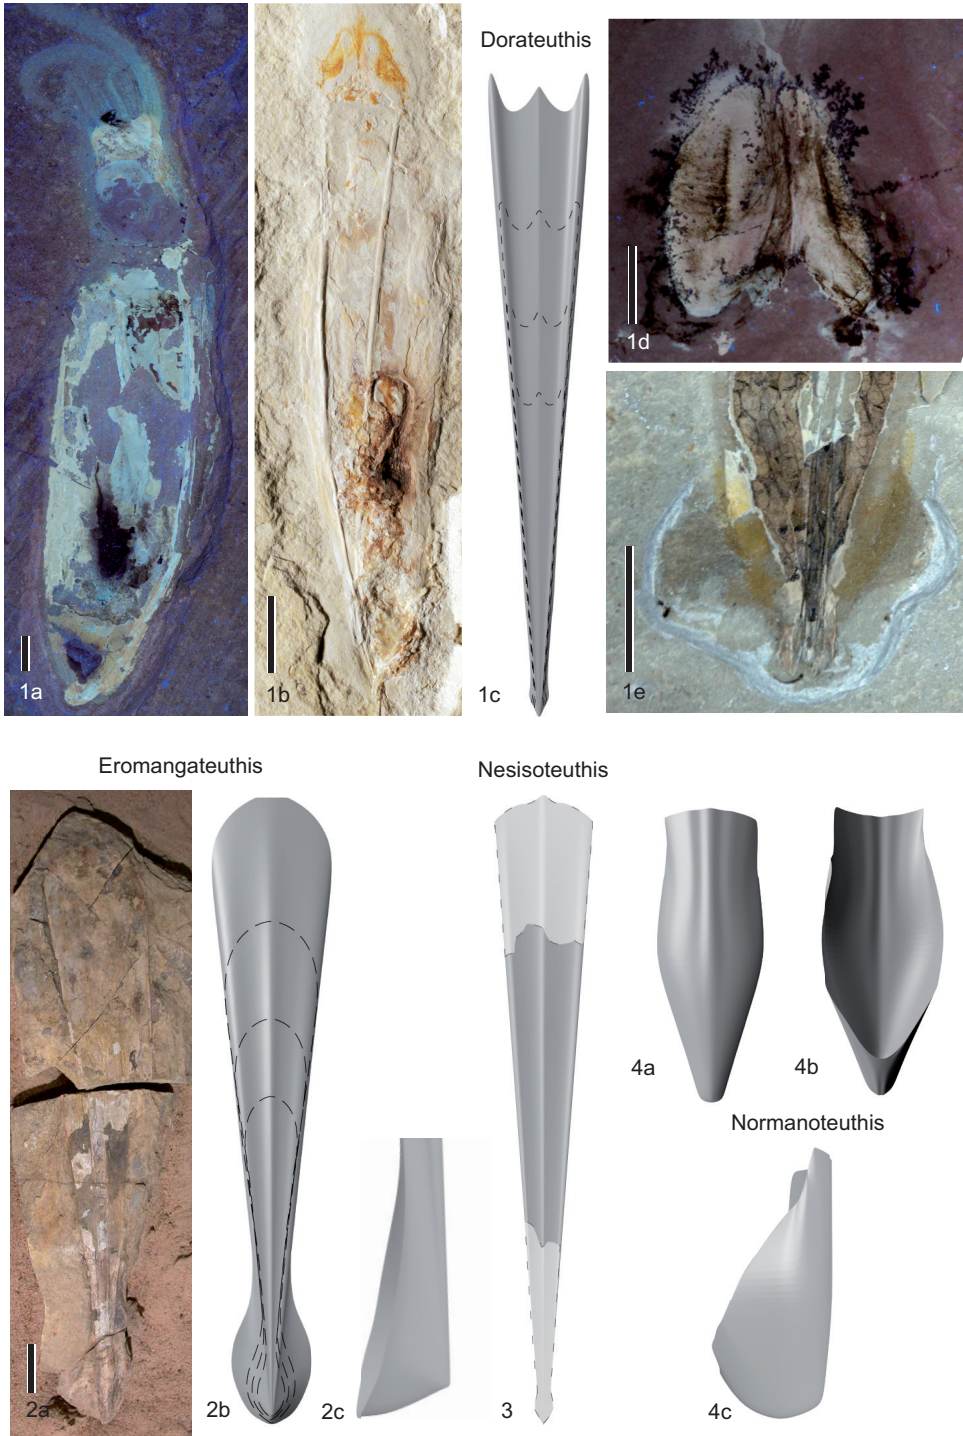 Dorateuthis
1a
1b
1c
1d
1e
Eromangateuthis
Nesisoteuthis
2a
2b
2c
3
4a
4b
Normanoteuthis
4c